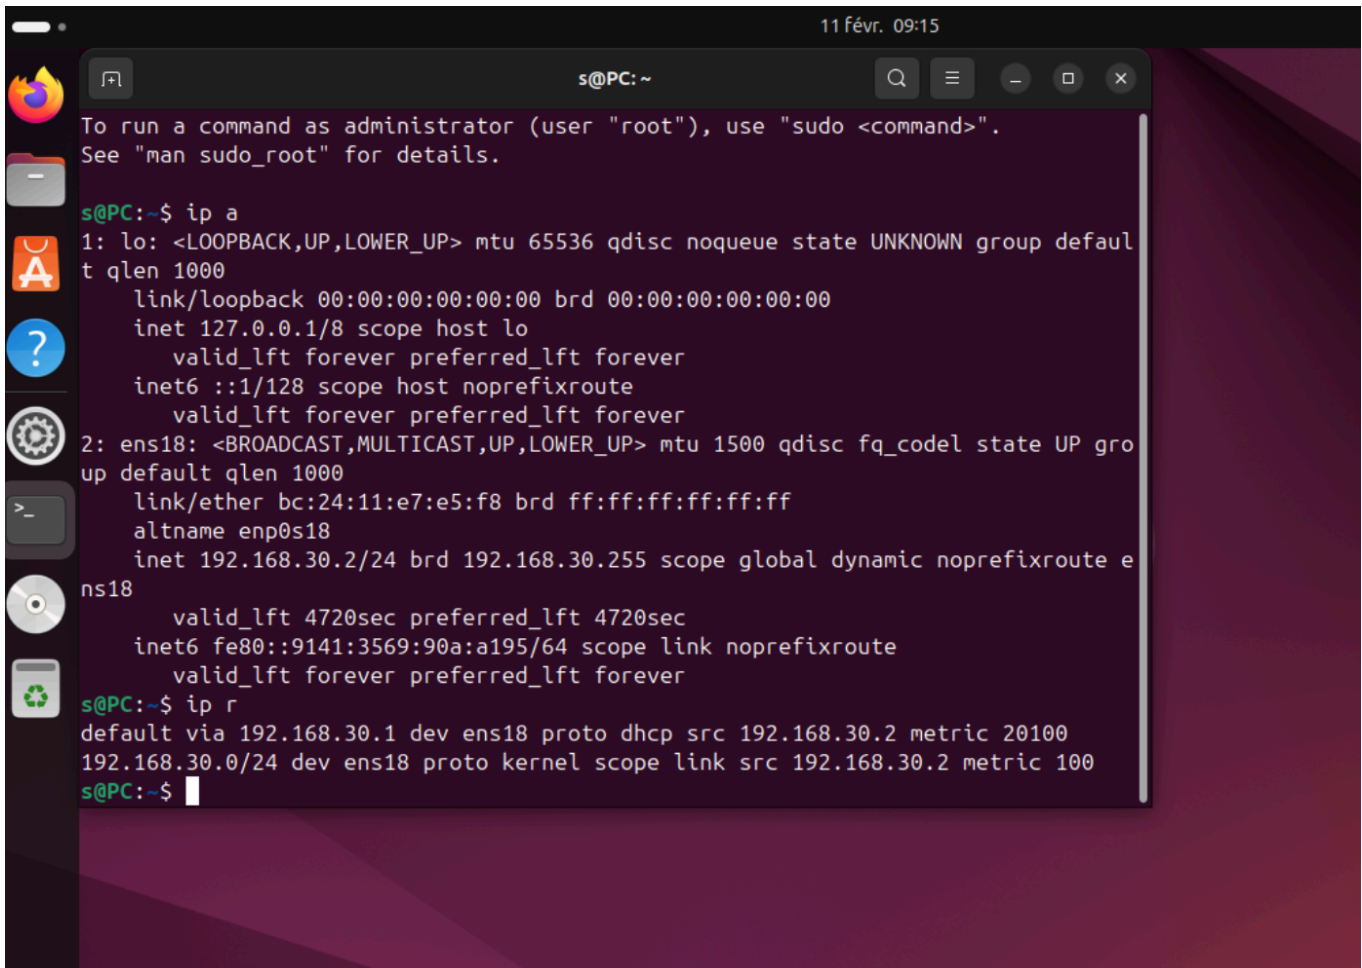 11 févr. 09:15
s@PC: ~
To run a command as administrator (user "root"), use "sudo <command>".
See "man sudo_root" for details.
s@PC:~$ ip a
1: lo: <LOOPBACK,UP,LOWER_UP> mtu 65536 qdisc noqueue state UNKNOWN group defaul
t qlen 1000
link/loopback 00:00:00:00:00:00 brd 00:00:00:00:00:00
inet 127.0.0.1/8 scope host lo
valid_lft forever preferred_lft forever
inet6 ::1/128 scope host noprefixroute
valid_lft forever preferred_lft forever
2: ens18: <BROADCAST,MULTICAST,UP,LOWER_UP> mtu 1500 qdisc fq_codel state UP gro
up default qlen 1000
link/ether bc:24:11:e7:e5:f8 brd ff:ff:ff:ff:ff:ff
altname enp0s18
inet 192.168.30.2/24 brd 192.168.30.255 scope global dynamic noprefixroute e
ns18
valid_lft 4720sec preferred_lft 4720sec
inet6 fe80::9141:3569:90a:a195/64 scope link noprefixroute
valid_lft forever preferred_lft forever
s@PC:~$ ip r
default via 192.168.30.1 dev ens18 proto dhcp src 192.168.30.2 metric 20100
192.168.30.0/24 dev ens18 proto kernel scope link src 192.168.30.2 metric 100
s@PC:~$